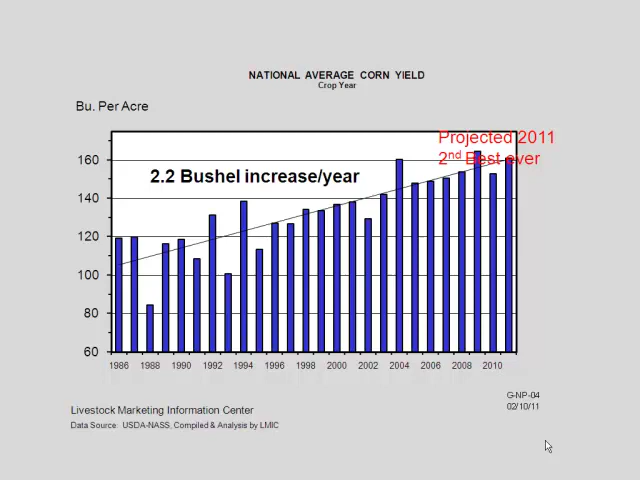 NATIONAL AVERAGE CORN YIELD
Crop Year
Bu. Per Acre
Projected 2011
2nd Best ever
2.2 Bushel increase/year
160
140
120
100
80
60
1986 1988 1990 1992 1994 1996 1998 2000 2002 2004 2006 2008 2010
G-NP-04
02/10/11
Livestock Marketing Information Center
Data Source: USDA-NASS, Compiled & Analysis by LMIC